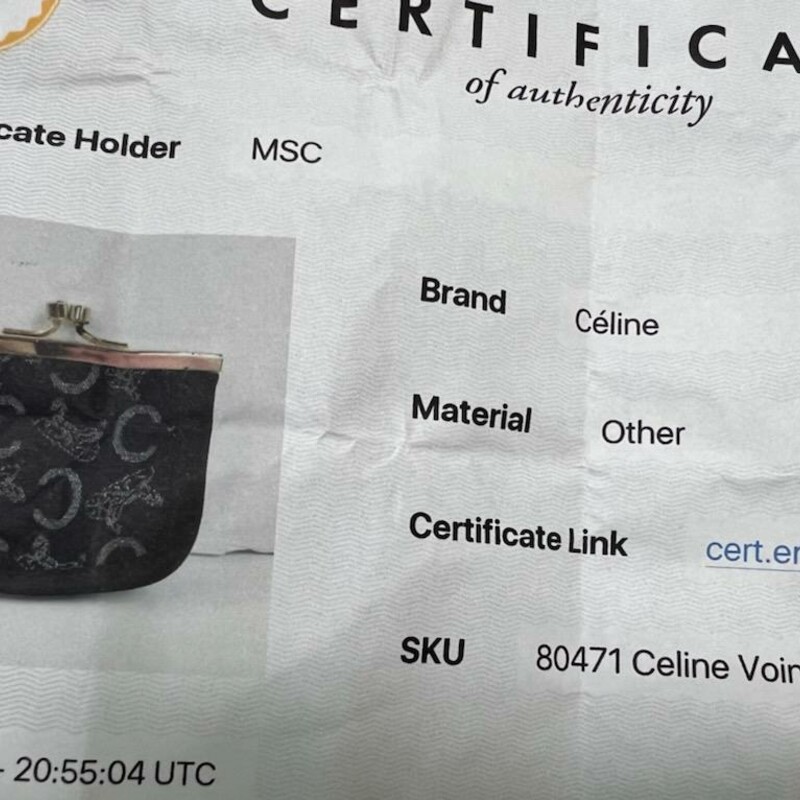 CERTIFICA
of authenticity
cate Holder MSC
Brand Céline
Material Other
Certificate Link cert.er
SKU 80471 Celine Voin
- 20:55:04 UTC